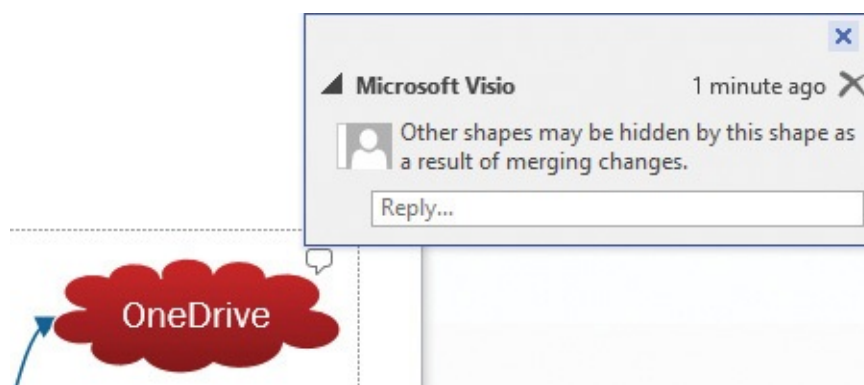 Microsoft Visio 1 minute ago
Other shapes may be hidden by this shape as
a result of merging changes.
Reply...
OneDrive